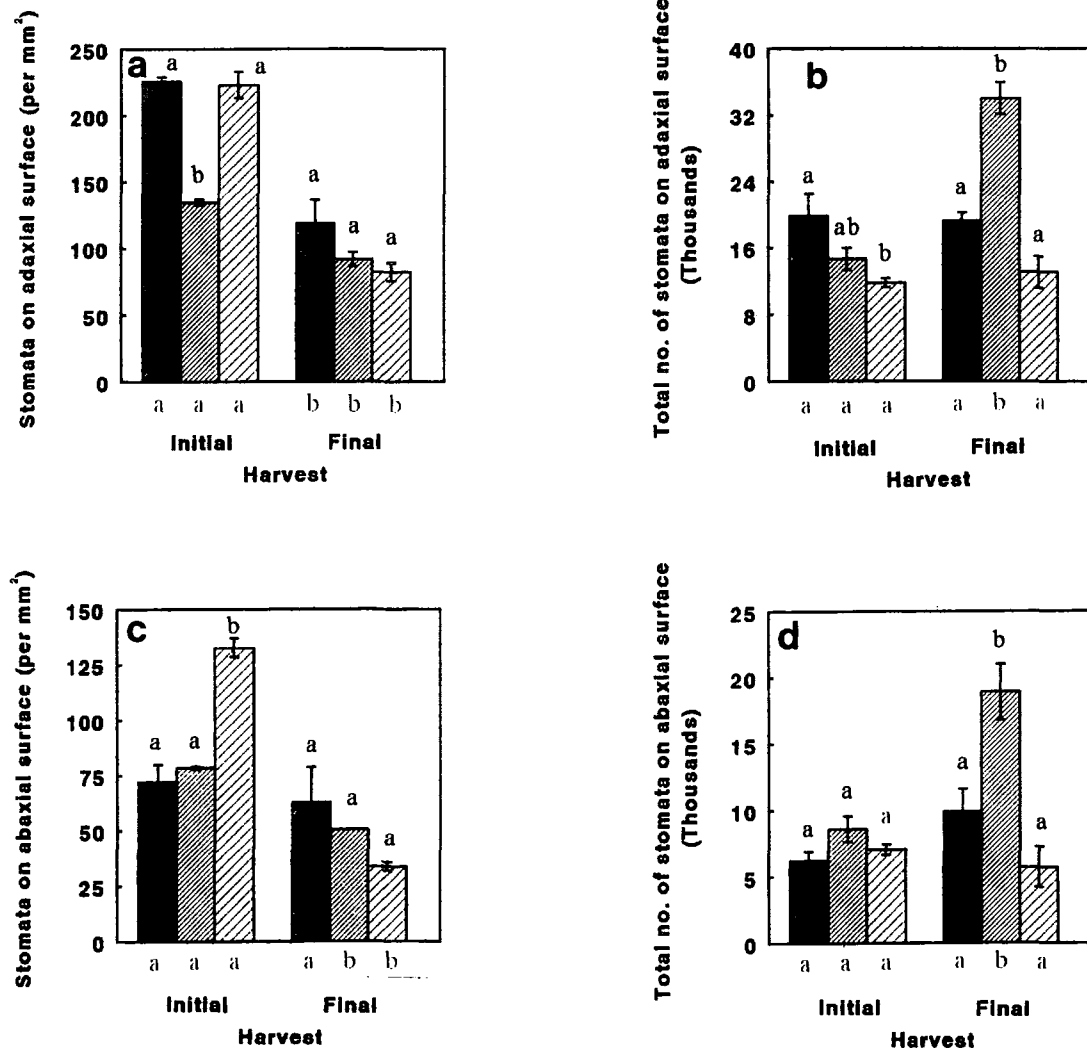 Stomata on adaxial surface (per mm²)
250
200
150
100
50
0
a
a
b
a
a
a
a
a a a b b b
Initial Final
Harvest
Total no. of stomata on adaxial surface
(Thousands)
40
32
24
16
8
0
b
a
ab
b
a
b
a
a a a a b a
Initial Final
Harvest
Stomata on abaxial surface (per mm²)
150
125
100
75
50
25
0
c
a
a
b
a
a
a
a a a a b b
Initial Final
Harvest
Total no. of stomata on abaxial surface
(Thousands)
25
20
15
10
5
0
d
a
a
a
a
b
a
a a a a b a
Initial Final
Harvest